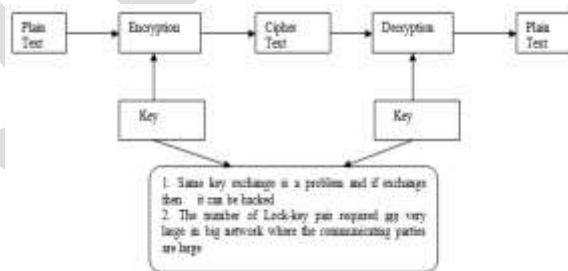 Plain
Text
Encryption
Cipher
Text
Decryption
Plain
Text
Key
Key
1. Same key exchange is a problem and if exchange
then it can be hacked
2. The number of Lock-key pair required are very
large in big network where the communicating parties
are large